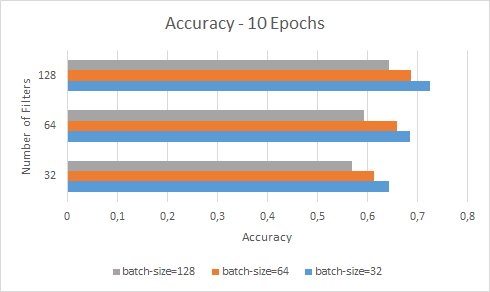 Accuracy - 10 Epochs
Number of Filters
128
64
32
0 0,1 0,2 0,3 0,4 0,5 0,6 0,7 0,8
Accuracy
batch-size=128 batch-size=64 batch-size=32